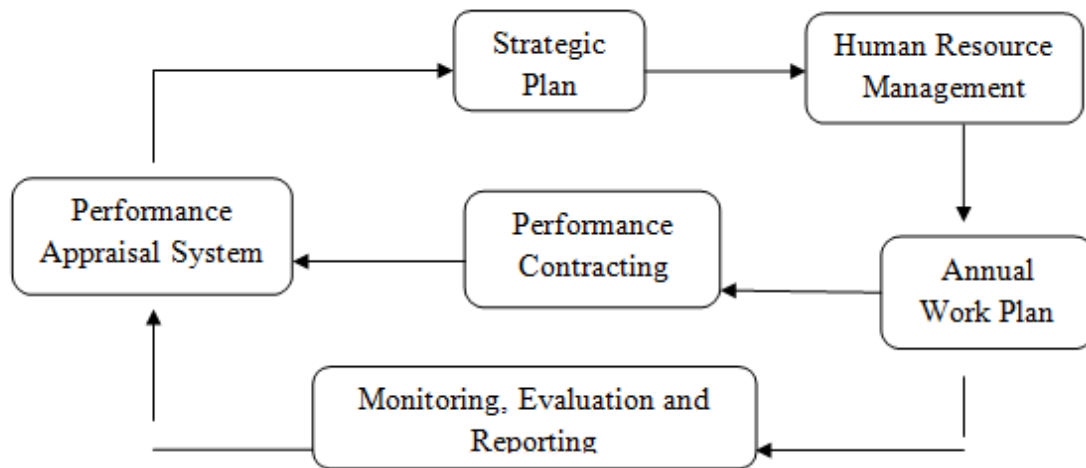 Strategic
Plan
Human Resource
Management
Performance
Appraisal System
Performance
Contracting
Annual
Work Plan
Monitoring, Evaluation and
Reporting